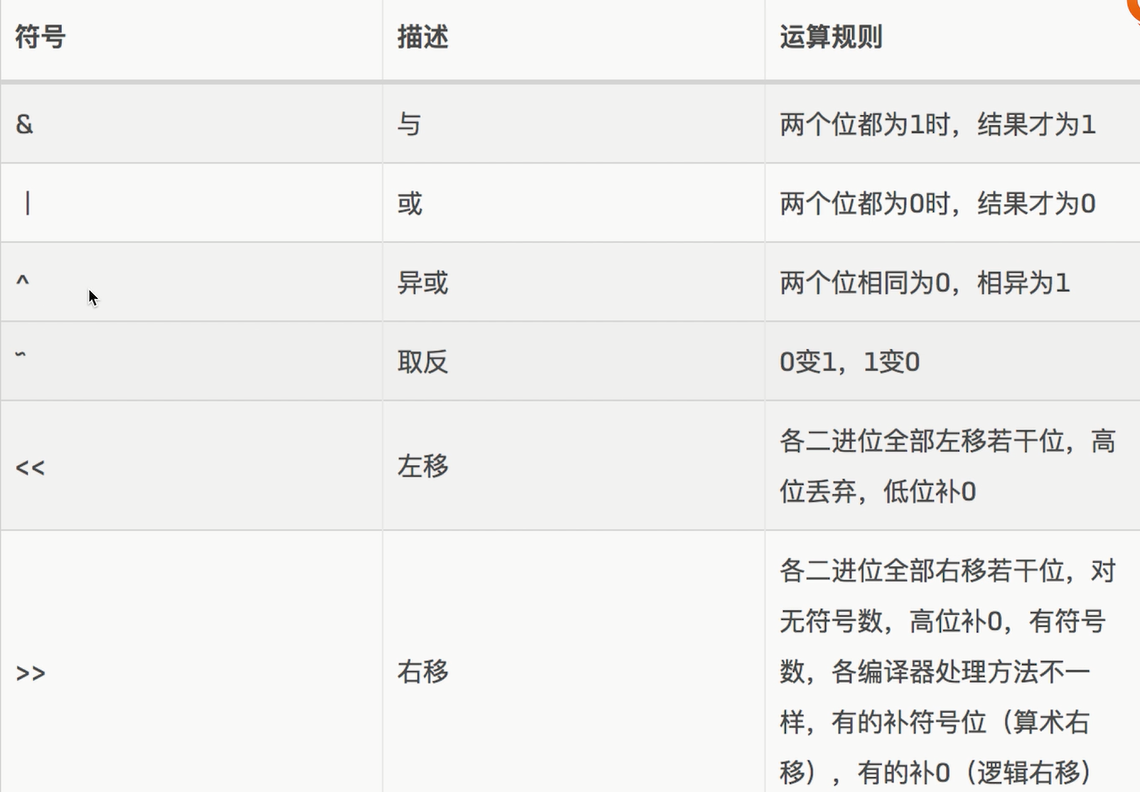 符号 描述 运算规则
& 与 两个位都为1时，结果才为1
| 或 两个位都为0时，结果才为0
^ 异或 两个位相同为0，相异为1
~ 取反 0变1，1变0
<< 左移 各二进位全部左移若干位，高
位丢弃，低位补0
>> 右移 各二进位全部右移若干位，对
无符号数，高位补0，有符号
数，各编译器处理方法不一
样，有的补符号位（算术右
移），有的补0（逻辑右移）